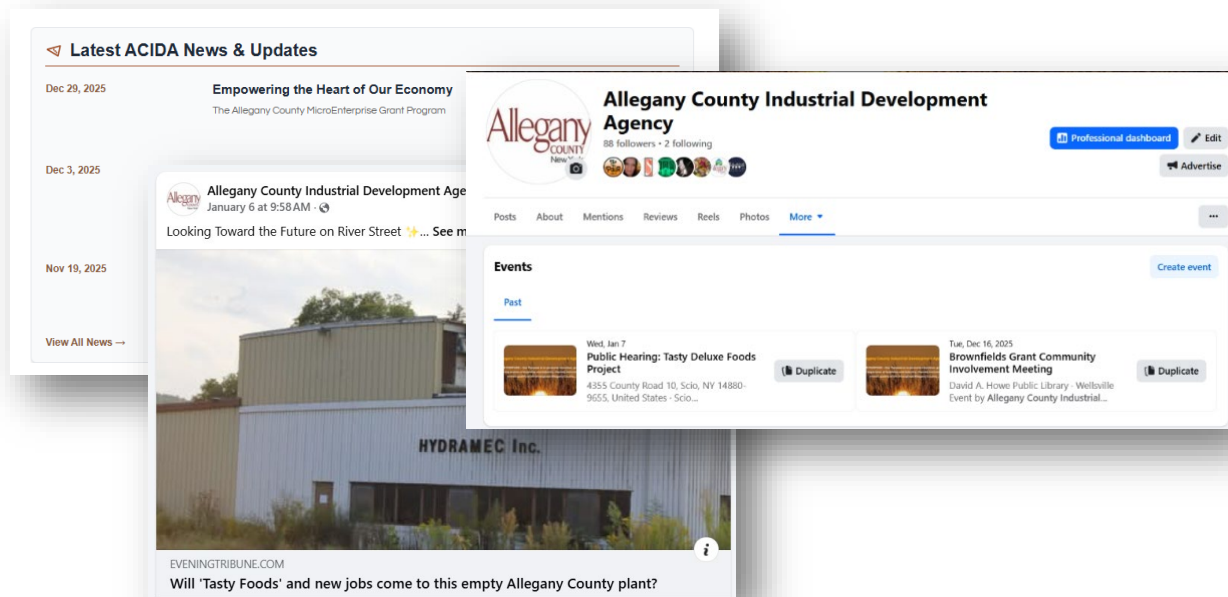 Latest ACIDA News & Updates
Dec 29, 2025
Empowering the Heart of Our Economy
The Allegany County MicroEnterprise Grant Program
Dec 3, 2025
Nov 19, 2025
View All News →
Allegany County Industrial Development Age
January 6 at 9:58 AM ·
Looking Toward the Future on River Street ✨... See m
HYDRAMEC Inc.
EVENINGTRIBUNE.COM
Will 'Tasty Foods' and new jobs come to this empty Allegany County plant?
Allegany
COUNTY
New
Allegany County Industrial Development
Agency
88 followers • 2 following
Professional dashboard
Edit
Advertise
Posts
About
Mentions
Reviews
Reels
Photos
More
Events
Create event
Past
Wed, Jan 7
Public Hearing: Tasty Deluxe Foods
Project
4355 County Road 10, Scio, NY 14880-
9655, United States · Scio...
Duplicate
Tue, Dec 16, 2025
Brownfields Grant Community
Involvement Meeting
David A. Howe Public Library · Wellsville
Event by Allegany County Industrial...
Duplicate